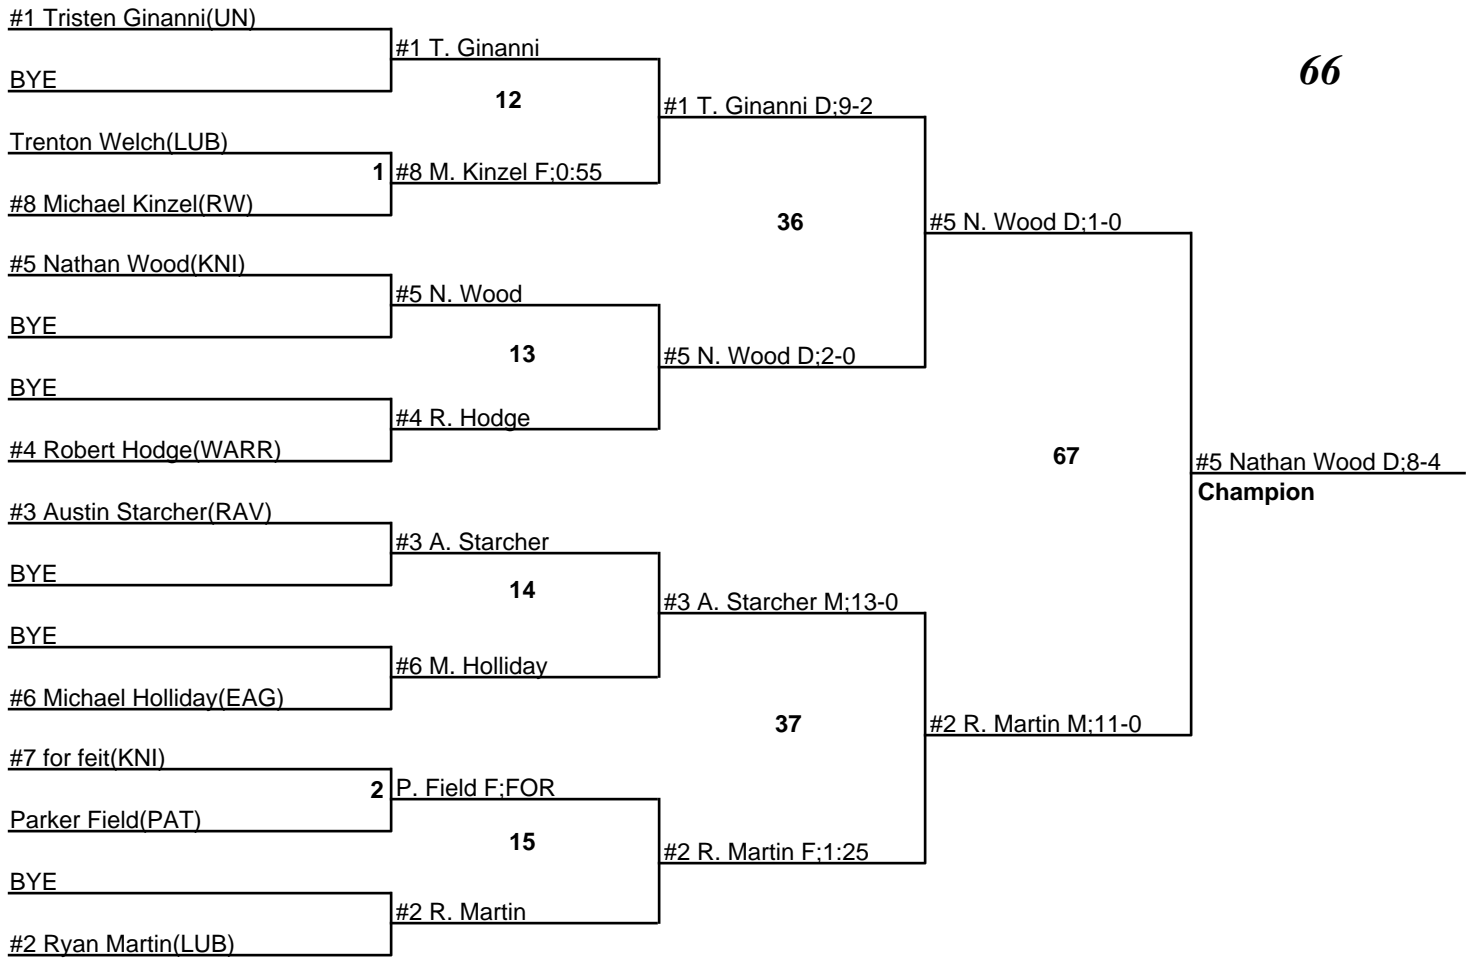 #1 Tristen Ginanni(UN)
BYE
Trenton Welch(LUB)
#8 Michael Kinzel(RW)
#5 Nathan Wood(KNI)
BYE
BYE
#4 Robert Hodge(WARR)
#3 Austin Starcher(RAV)
BYE
BYE
#6 Michael Holliday(EAG)
#7 for feit(KNI)
Parker Field(PAT)
BYE
#2 Ryan Martin(LUB)
#1 T. Ginanni
12
1
#8 M. Kinzel F;0:55
#5 N. Wood
13
#4 R. Hodge
#3 A. Starcher
14
#6 M. Holliday
2
P. Field F;FOR
15
#2 R. Martin
#1 T. Ginanni D;9-2
36
#5 N. Wood D;2-0
#3 A. Starcher M;13-0
37
#2 R. Martin F;1:25
#5 N. Wood D;1-0
67
#2 R. Martin M;11-0
66
#5 Nathan Wood D;8-4
Champion